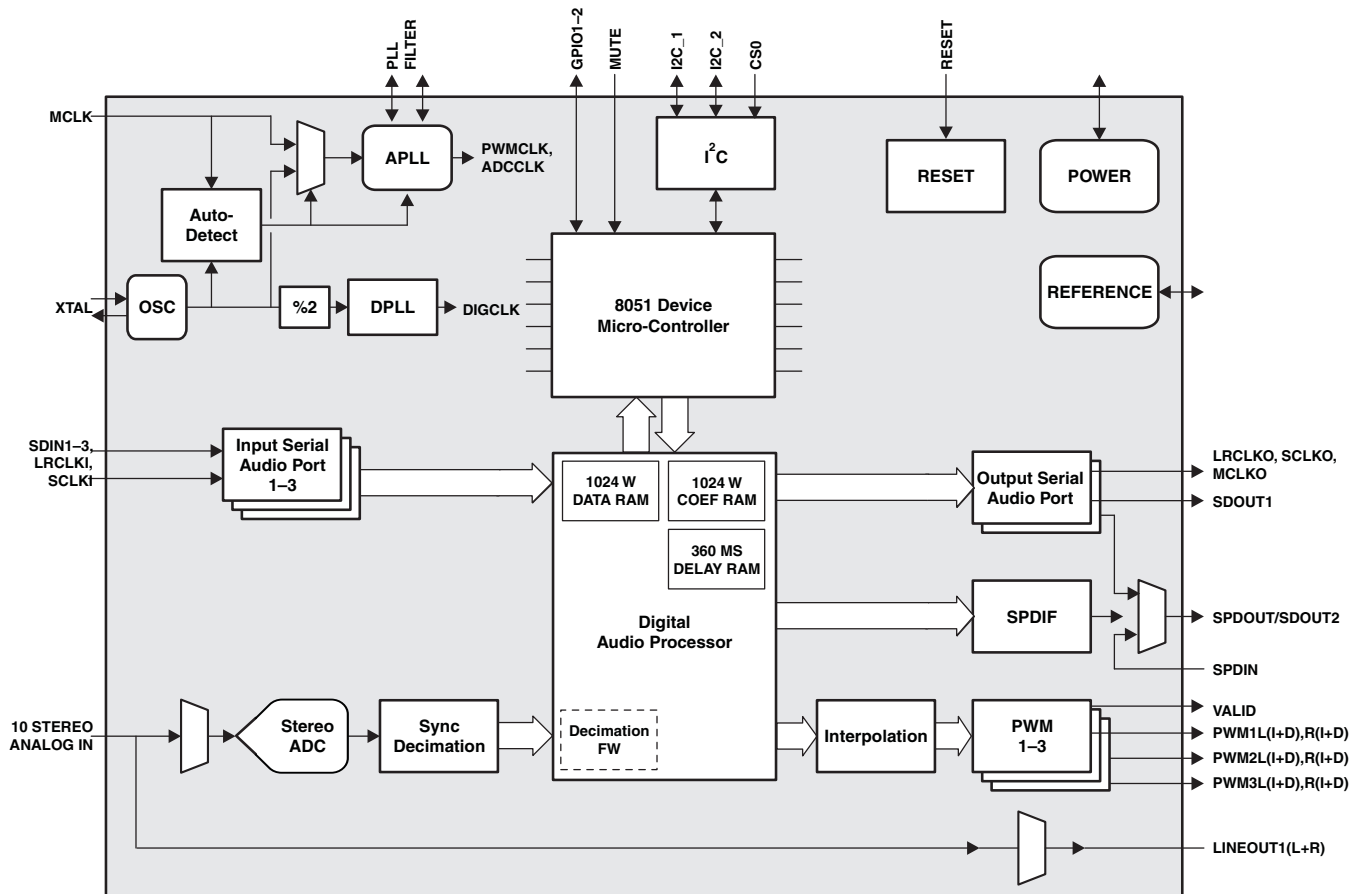 PLL
FILTER
GPIO1–2
MUTE
I2C_1
I2C_2
CS0
RESET
MCLK
APLL
PWMCLK,
ADCCLK
I2C
RESET
POWER
Auto-
Detect
XTAL
OSC
%2
DPLL
DIGCLK
8051 Device
Micro-Controller
REFERENCE
SDIN1–3,
LRCLKI,
SCLKI
Input Serial
Audio Port
1–3
1024 W
DATA RAM
1024 W
COEF RAM
360 MS
DELAY RAM
Digital
Audio Processor
Output Serial
Audio Port
LRCLKO, SCLKO,
MCLKO
SDOUT1
SPDIF
SPDOUT/SDOUT2
SPDIN
10 STEREO
ANALOG IN
Stereo
ADC
Sync
Decimation
Decimation
FW
Interpolation
PWM
1–3
VALID
PWM1L(I+D),R(I+D)
PWM2L(I+D),R(I+D)
PWM3L(I+D),R(I+D)
LINEOUT1(L+R)